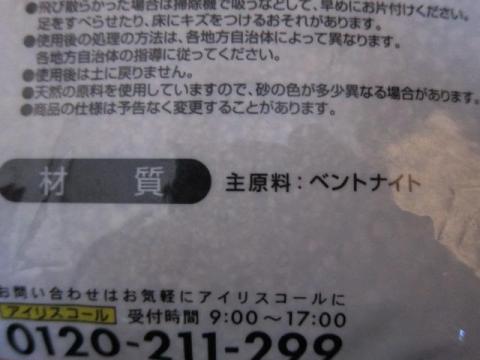 ●飛び散らかった場合は掃除機で吸うなどして、早めにお片付けください。
足をすべらせたり、床にキズをつけるおそれがあります。
●使用後の処理の方法は、各地方自治体によって異なります。
各地方自治体の指導に従ってください。
●使用後は土に戻りません。
●天然の原料を使用していますので、砂の色が多少異なる場合があります。
●商品の仕様は予告なく変更することがあります。
材 質 主原料：ベントナイト
お問い合わせはお気軽にアイリスコールに
アイリスコール 受付時間 9:00～17:00
0120-211-299